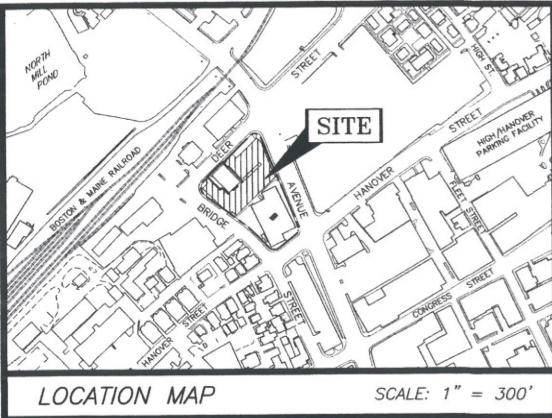 NORTH
MILL
POND
BOSTON & MAINE RAILROAD
STREET
HIGH ST.
STREET
HIGH/HANOVER
PARKING FACILITY
SITE
DEER
AVENUE
HANOVER
FLEET STREET
BRIDGE
STREET
CONGRESS STREET
HANOVER STREET
LOCATION MAP
SCALE: 1" = 300'